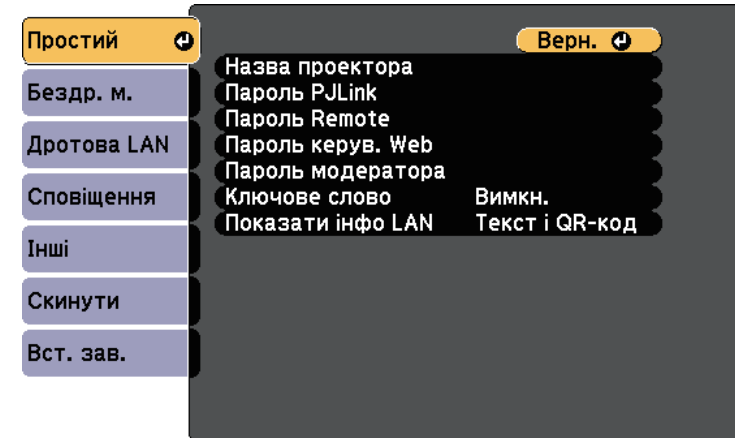 Простий
Бездр. м.
Дротова LAN
Сповіщення
Інші
Скинути
Вст. зав.
Верн.
Назва проектора
Пароль PJLink
Пароль Remote
Пароль керув. Web
Пароль модератора
Ключове слово Вимкн.
Показати інфо LAN Текст і QR-код